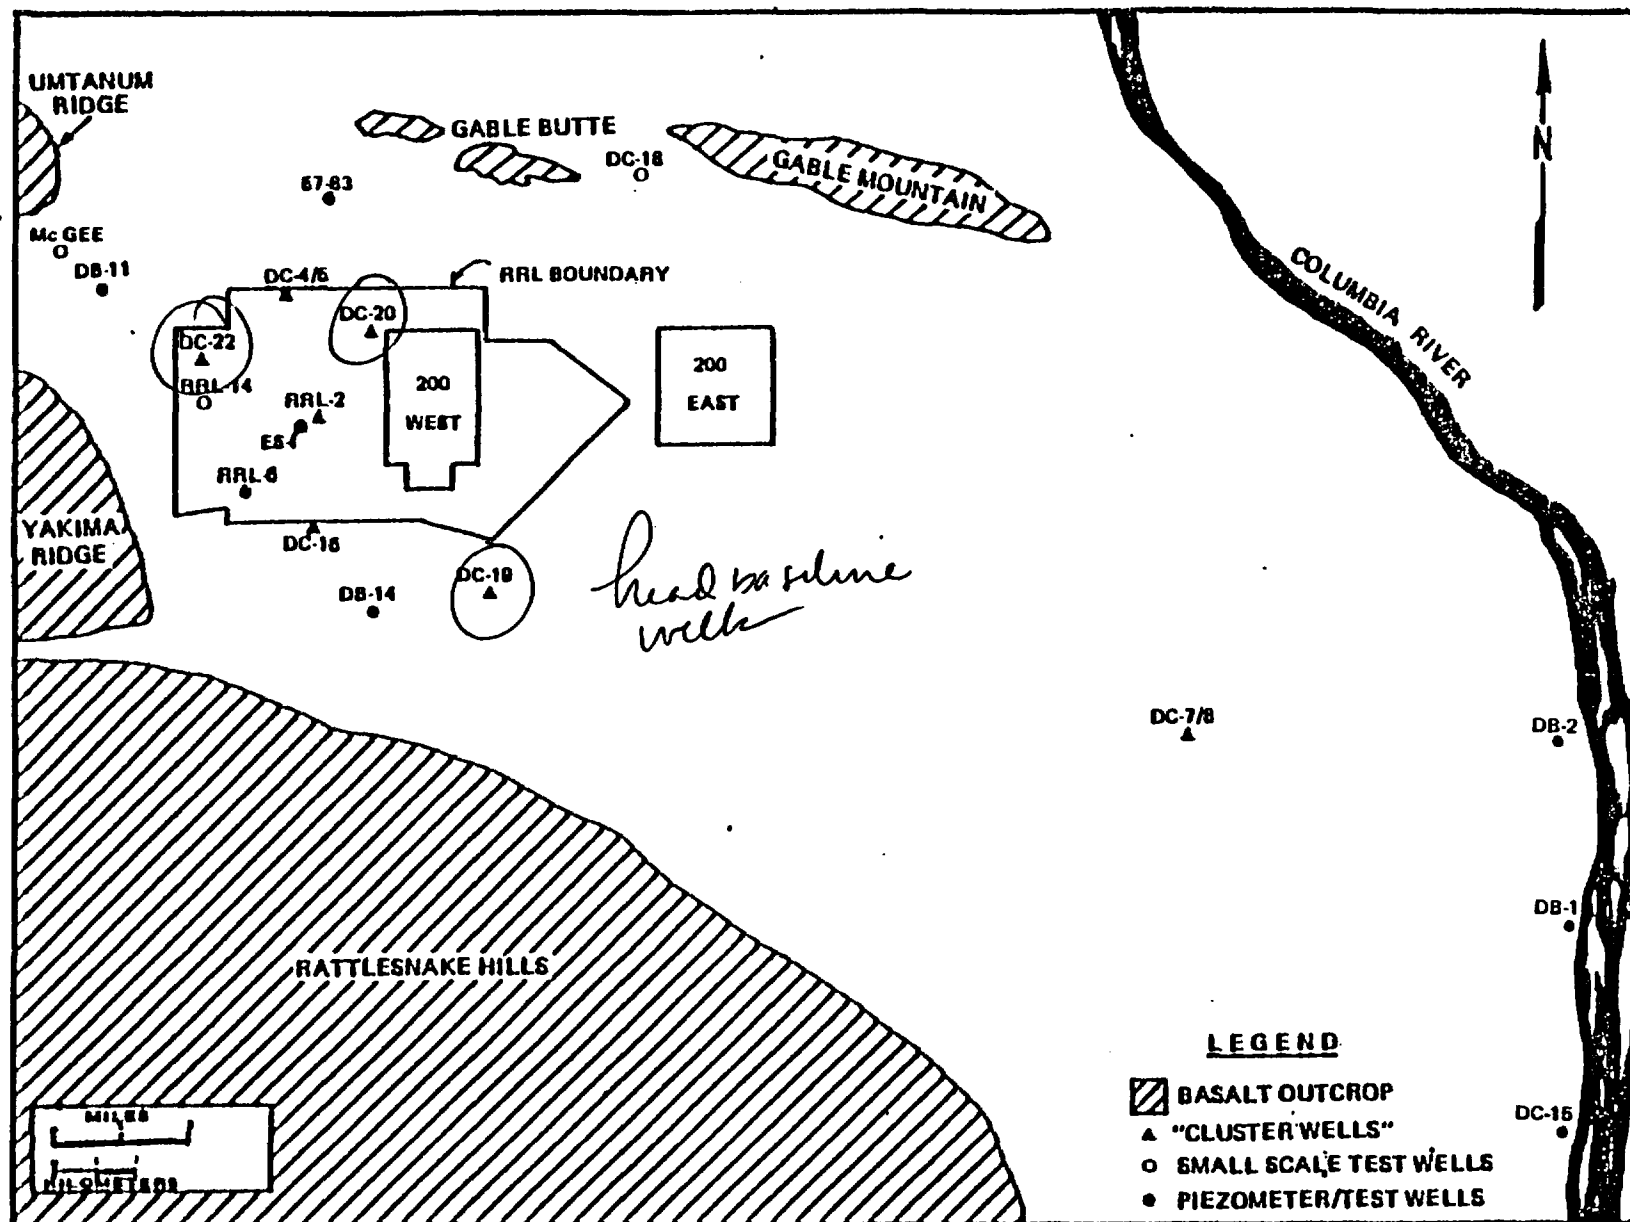 UMTANUM
RIDGE
GABLE BUTTE
DC-18
GABLE MOUNTAIN
N
67-83
Mc GEE
DB-11
DC-4/5
RRL BOUNDARY
COLUMBIA RIVER
DC-20
DC-22
RRL-14
RRL-2
200
WEST
200
EAST
ES-1
RRL-6
YAKIMA
RIDGE
DC-16
DC-19
DB-14
head baseline
wells
DC-7/8
DB-2
DB-1
DC-15
RATTLESNAKE HILLS
MILES
KILOMETERS
LEGEND
BASALT OUTCROP
"CLUSTER WELLS"
SMALL SCALE TEST WELLS
PIEZOMETER/TEST WELLS